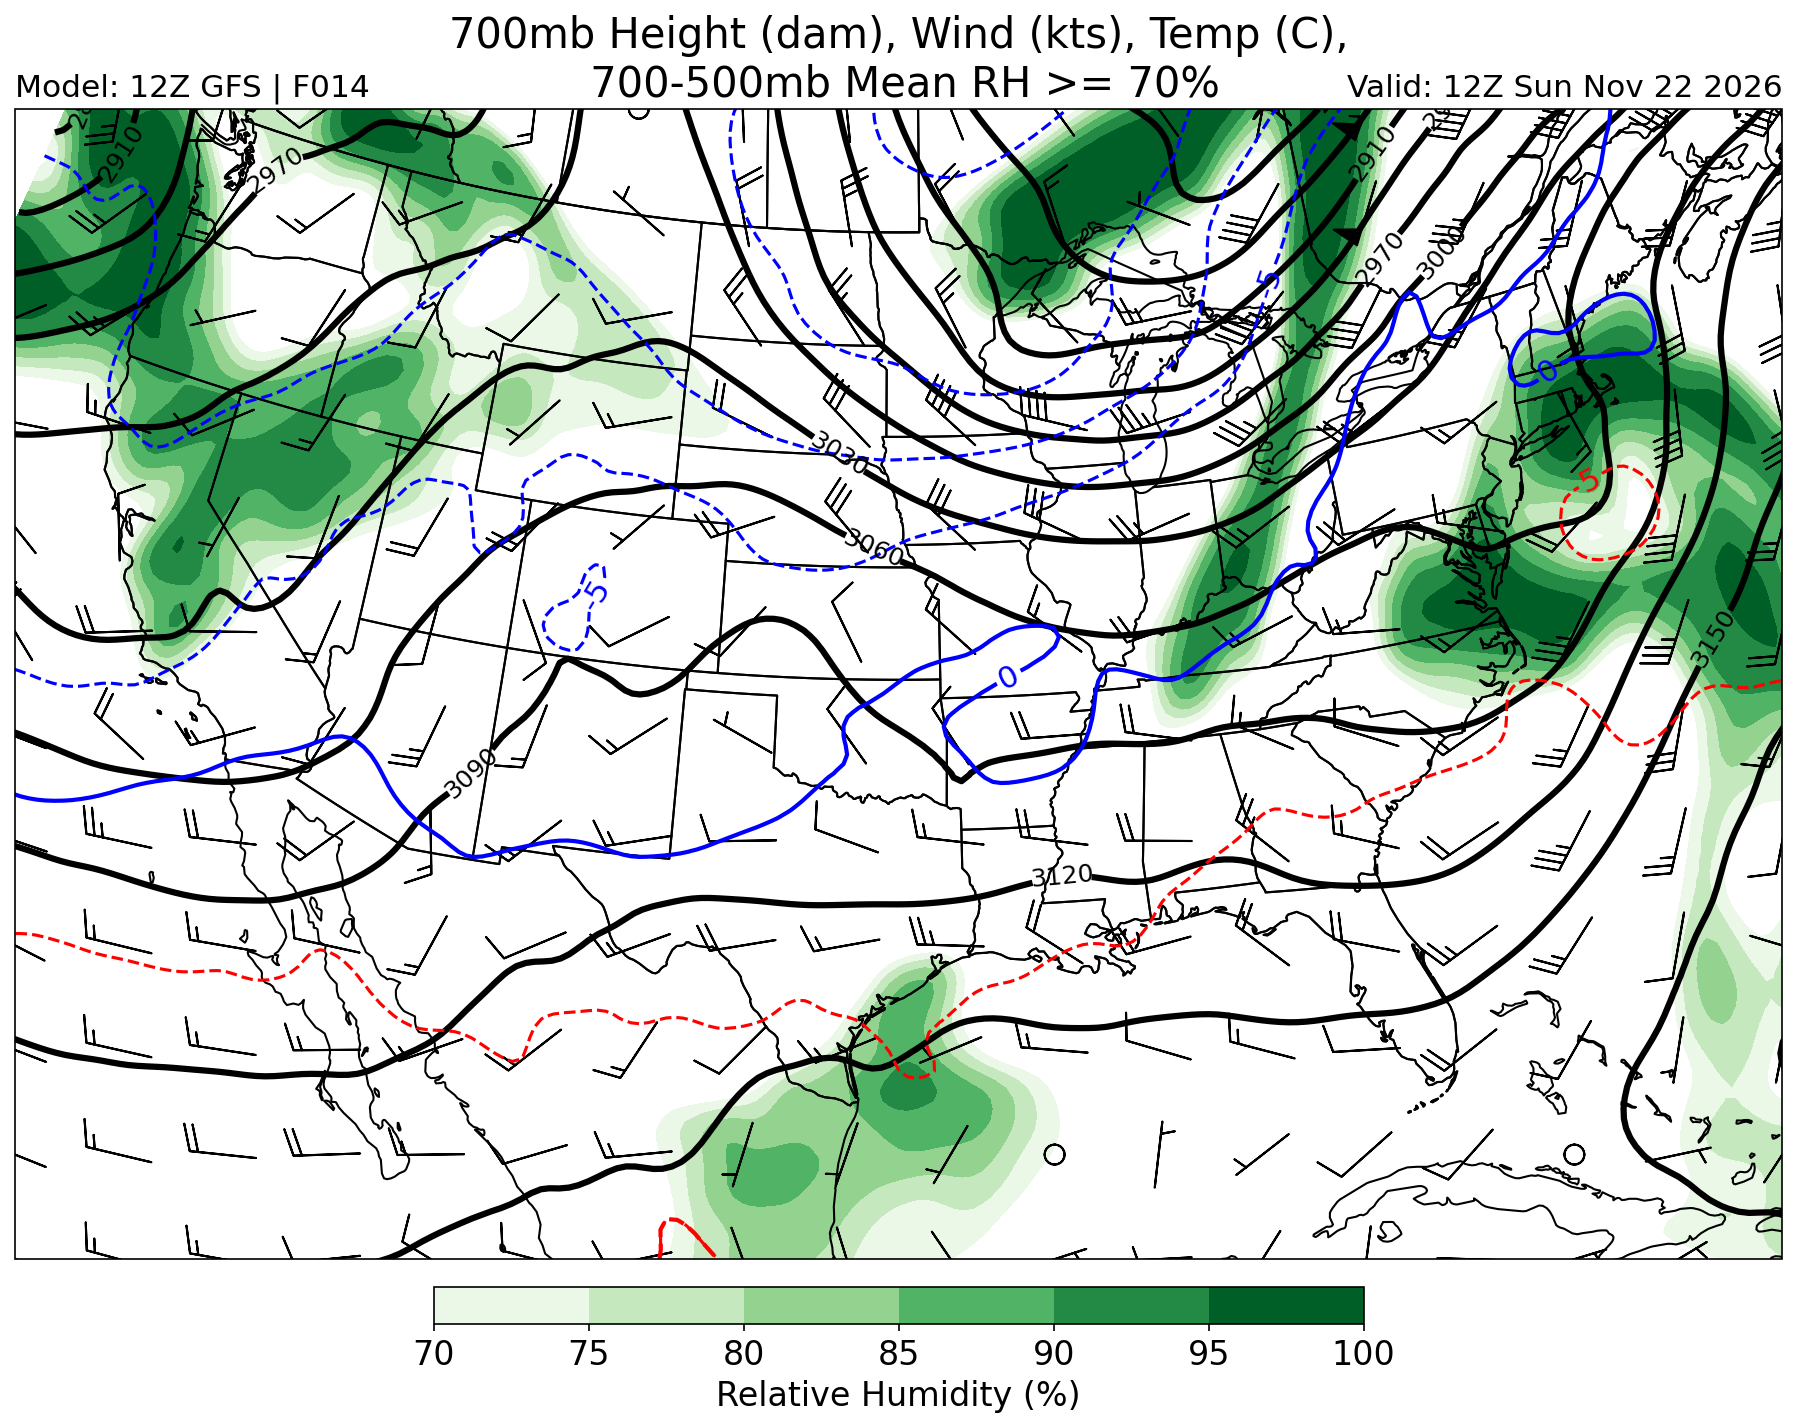 700mb Height (dam), Wind (kts), Temp (C),
700-500mb Mean RH >= 70%
Model: 12Z GFS | F014
Valid: 12Z Sun Nov 22 2026
2910
2970
2910
2970
3000
-5
0
3030
-5
3060
-5
0
3150
3090
3120
70 75 80 85 90 95 100
Relative Humidity (%)